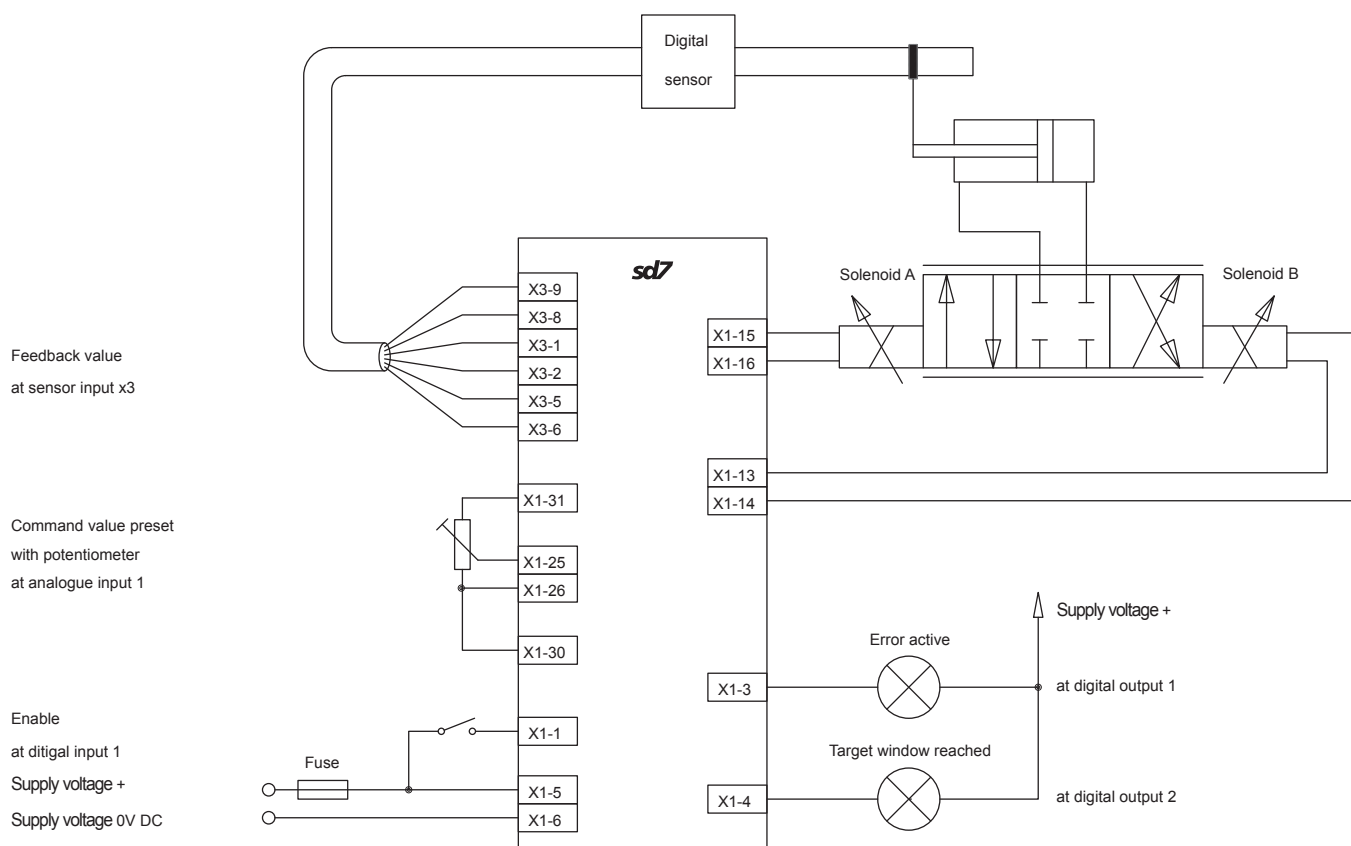 Digital
sensor
sd7
Solenoid A
Solenoid B
X3-9
X3-8
X3-1
X3-2
X3-5
X3-6
X1-15
X1-16
Feedback value
at sensor input x3
X1-13
X1-14
X1-31
X1-25
X1-26
X1-30
Command value preset
with potentiometer
at analogue input 1
Supply voltage +
Error active
X1-3
at digital output 1
Enable
at ditigal input 1
X1-1
Target window reached
Fuse
Supply voltage +
X1-5
X1-4
at digital output 2
Supply voltage 0V DC
X1-6